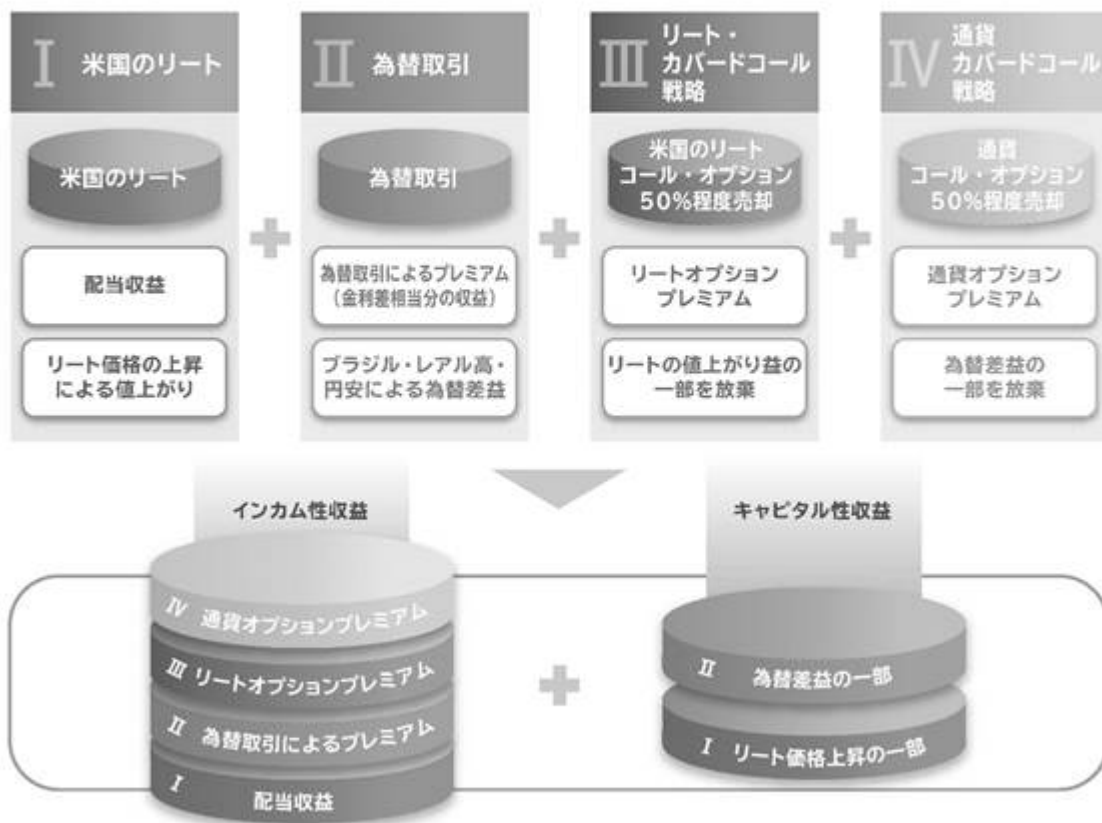 I 米国のリート
II 為替取引
III リート・
カバードコール
戦略
IV 通貨
カバードコール
戦略
米国のリート
為替取引
米国のリート
コール・オプション
50%程度売却
通貨
コール・オプション
50%程度売却
配当収益
為替取引によるプレミアム
(金利差相当分の収益)
リートオプション
プレミアム
通貨オプション
プレミアム
リート価格の上昇
による値上がり
ブラジル・レアル高・
円安による為替差益
リートの値上がり益の
一部を放棄
為替差益の
一部を放棄
インカム性収益
IV 通貨オプションプレミアム
III リートオプションプレミアム
II 為替取引によるプレミアム
I 配当収益
キャピタル性収益
II 為替差益の一部
I リート価格上昇の一部